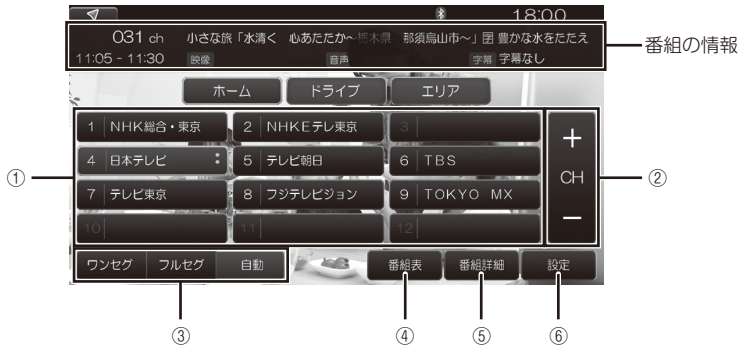 18:00
031 ch 小さな旅「水清く 心あたたか～栃木県 那須烏山市～」字 豊かな水をたたえ
11:05 - 11:30 映像 音声 字幕 字幕なし
番組の情報
ホーム ドライブ エリア
1 NHK総合・東京 2 NHKEテレ東京 3
4 日本テレビ 5 テレビ朝日 6 TBS
7 テレビ東京 8 フジテレビジョン 9 TOKYO MX
10 11 12
+
CH
−
① ②
ワンセグ フルセグ 自動 番組表 番組詳細 設定
③ ④ ⑤ ⑥